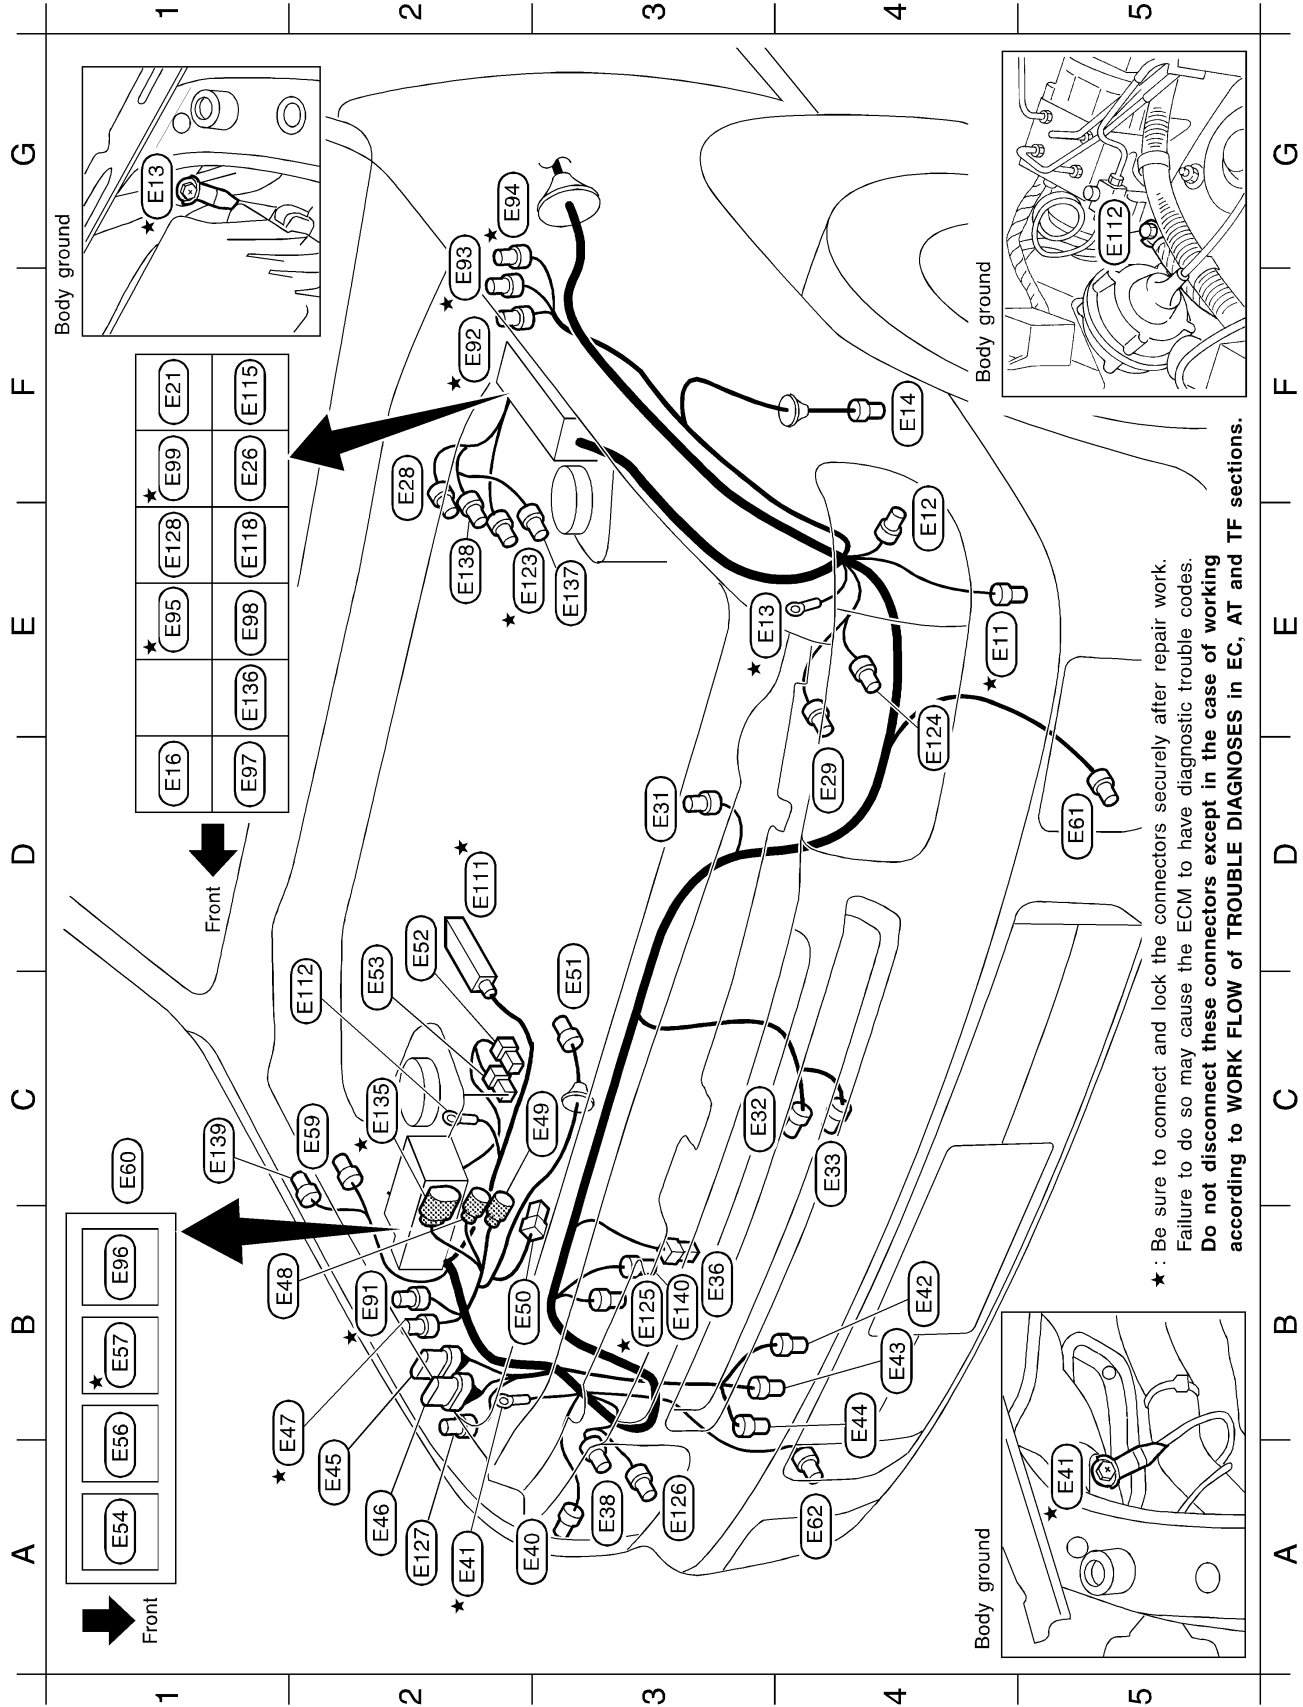 1 2 3 4 5
G F E D C B A
Body ground
★ E13
E21 E115
★ E99 E26
E128 E118
★ E95 E98
E136
E16 E97
Front
E94 ★
E93 ★
E92 ★
E28
E138
E123 ★
E137
E14
E12
E13 ★
E11 ★
E124
E29
E31
E61
E111 ★
E52
E53
E112
E51
E135 ★
E49
E59
E139
E60
E96
★ E57
E56
E54
Front
E32
E33
E48
E91 ★
E50
E125 ★
E140
E36
E42
E43
E44
E47 ★
E45
E46
E127
E41 ★
E40
E38
E126
E62
Body ground
E112
Body ground
★ E41
★ : Be sure to connect and lock the connectors securely after repair work.
Failure to do so may cause the ECM to have diagnostic trouble codes.
Do not disconnect these connectors except in the case of working
according to WORK FLOW of TROUBLE DIAGNOSES in EC, AT and TF sections.
G F E D C B A
1 2 3 4 5